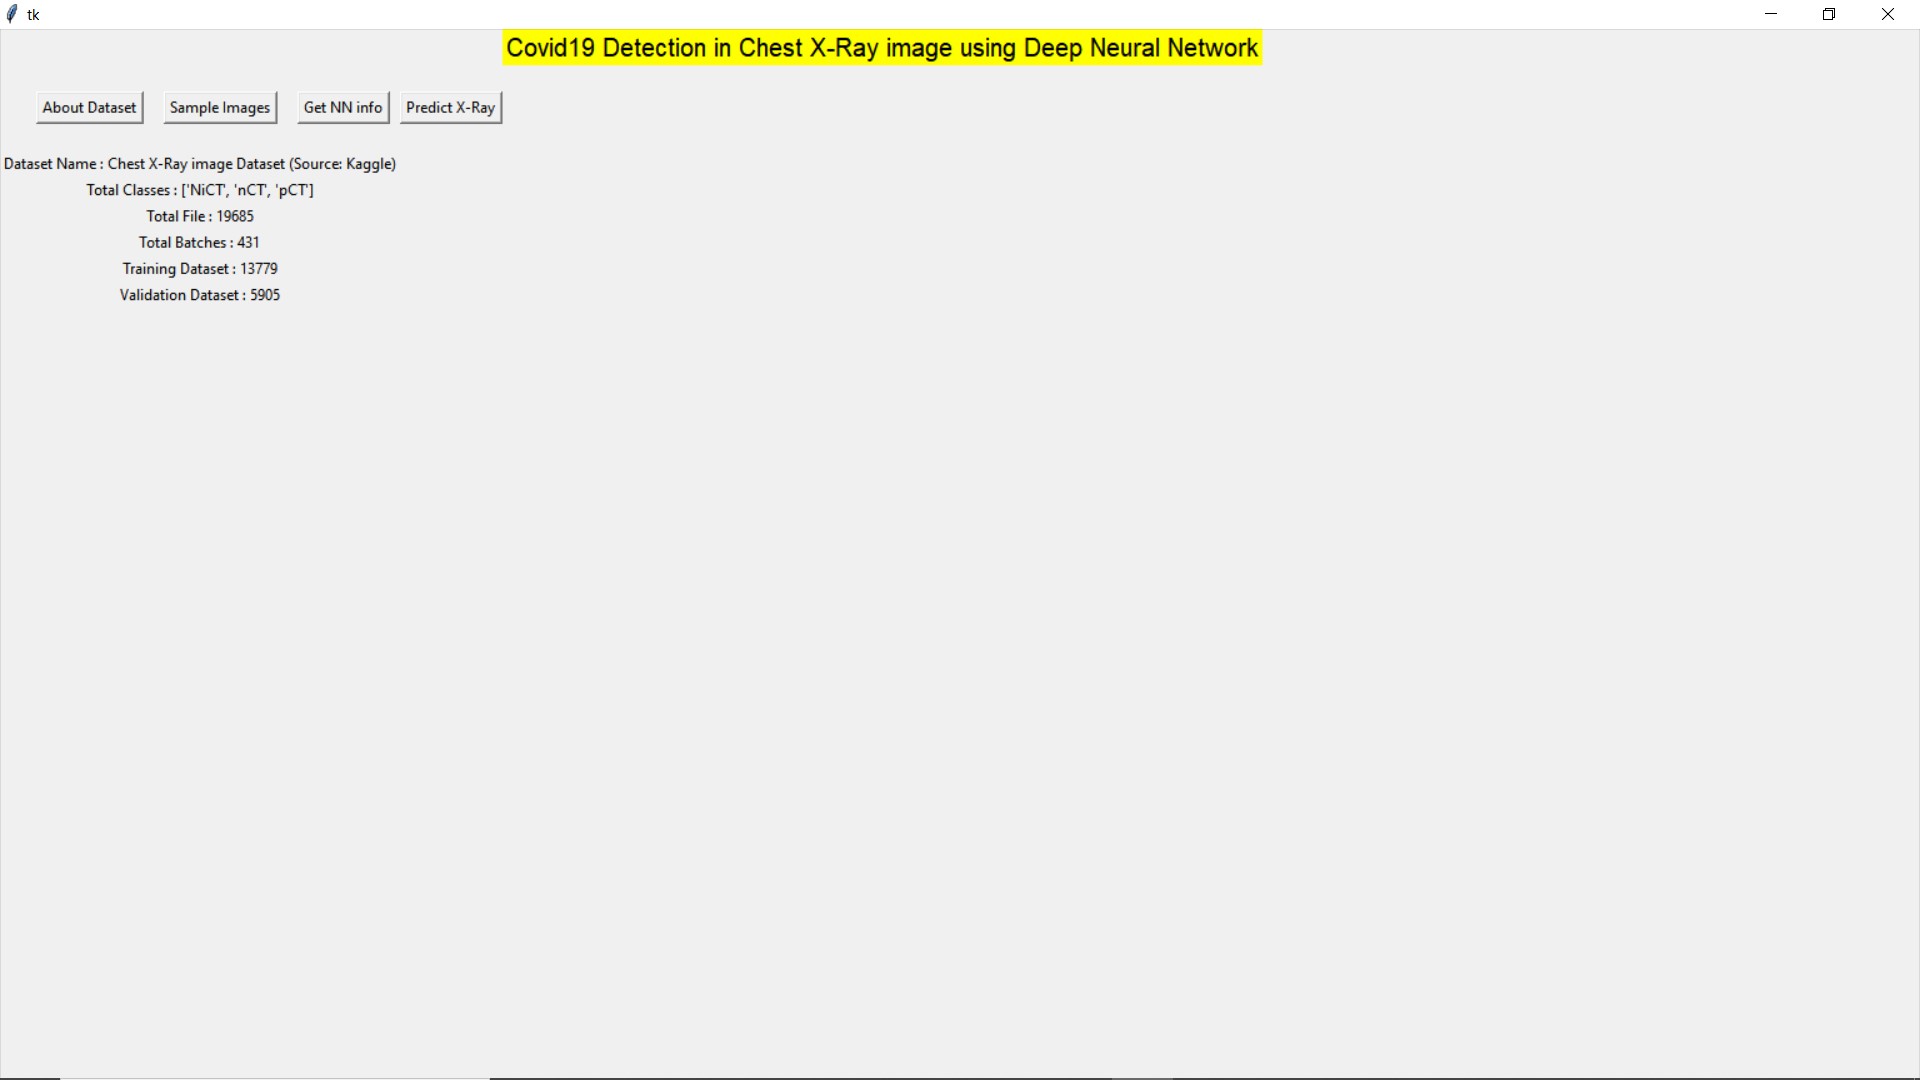 tk
Covid19 Detection in Chest X-Ray image using Deep Neural Network
About Dataset Sample Images Get NN info Predict X-Ray
Dataset Name : Chest X-Ray image Dataset (Source: Kaggle)
Total Classes : ['NiCT', 'nCT', 'pCT']
Total File : 19685
Total Batches : 431
Training Dataset : 13779
Validation Dataset : 5905